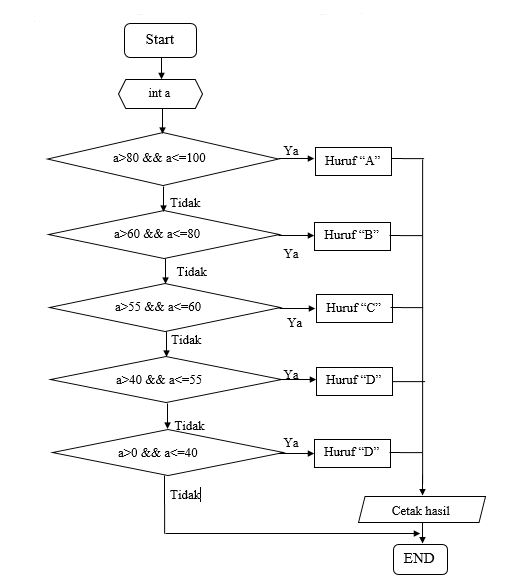 Start
int a
a>80 && a<=100
Ya
Huruf “A”
Tidak
a>60 && a<=80
Ya
Huruf “B”
Tidak
a>55 && a<=60
Ya
Huruf “C”
Tidak
a>40 && a<=55
Ya
Huruf “D”
Tidak
a>0 && a<=40
Ya
Huruf “D”
Tidak
Cetak hasil
END